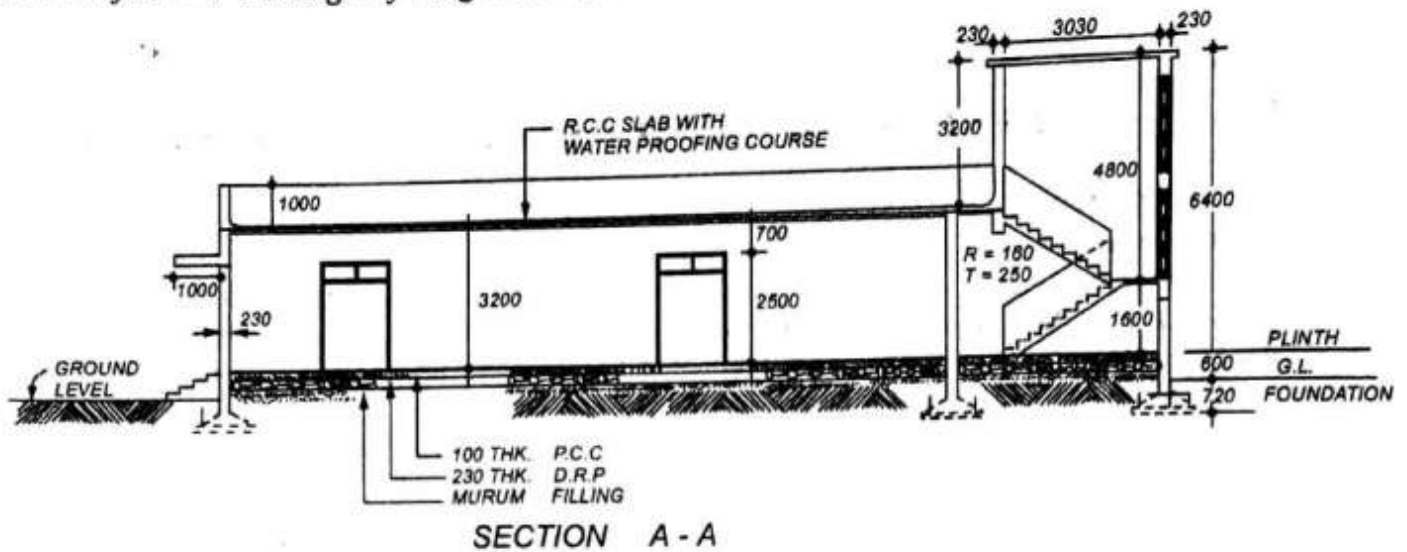 230
3030
230
R.C.C SLAB WITH
WATER PROOFING COURSE
3200
4800
6400
1000
700
R = 160
T = 250
1000
3200
2500
1600
230
PLINTH
GROUND
LEVEL
600
G.L.
720
FOUNDATION
100 THK. P.C.C
230 THK. D.R.P
MURUM FILLING
SECTION A - A